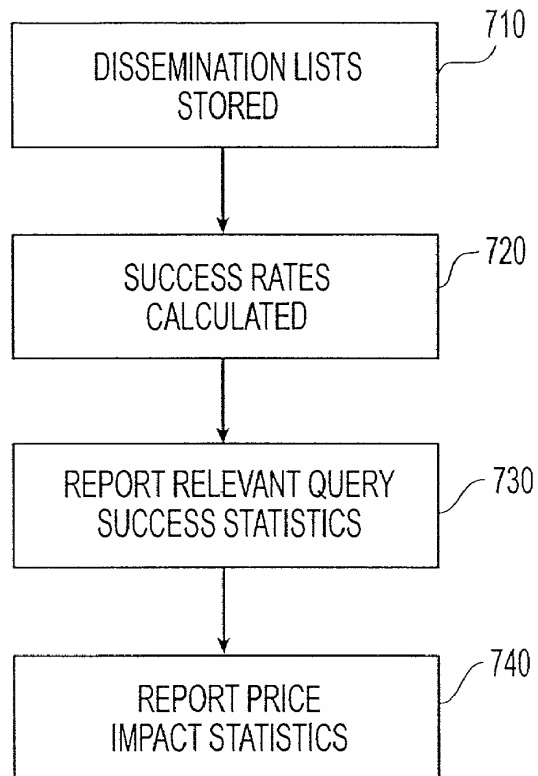 710
DISSEMINATION LISTS
STORED
720
SUCCESS RATES
CALCULATED
730
REPORT RELEVANT QUERY
SUCCESS STATISTICS
740
REPORT PRICE
IMPACT STATISTICS